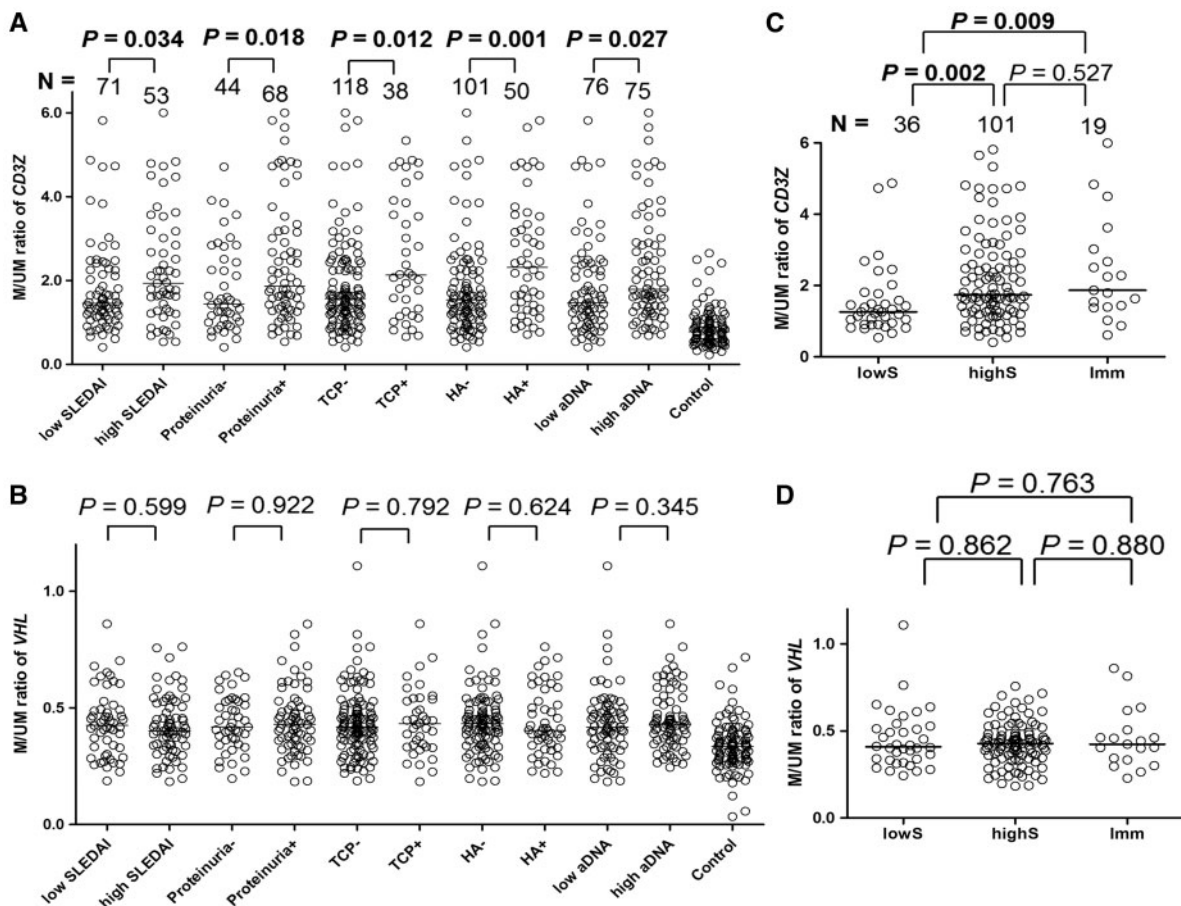 A
P = 0.034 P = 0.018 P = 0.012 P = 0.001 P = 0.027
N = 71 53 44 68 118 38 101 50 76 75
M/UM ratio of CD3Z
6.0
4.0
2.0
0.0
low SLEDAI high SLEDAI Proteinuria- Proteinuria+ TCP- TCP+ HA- HA+ low aDNA high aDNA Control
C
P = 0.009
P = 0.002 P = 0.527
N = 36 101 19
M/UM ratio of CD3Z
6
4
2
0
lowS highS Imm
B
P = 0.599 P = 0.922 P = 0.792 P = 0.624 P = 0.345
M/UM ratio of VHL
1.0
0.5
0.0
low SLEDAI high SLEDAI Proteinuria- Proteinuria+ TCP- TCP+ HA- HA+ low aDNA high aDNA Control
D
P = 0.763
P = 0.862 P = 0.880
M/UM ratio of VHL
1.0
0.5
0.0
lowS highS Imm